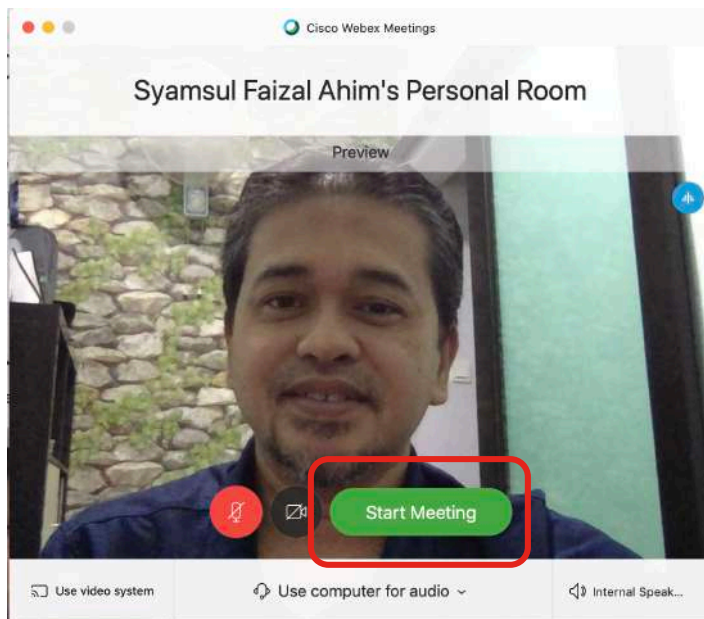 Cisco Webex Meetings
Syamsul Faizal Ahim's Personal Room
Preview
Start Meeting
Use video system
Use computer for audio
Internal Speak...